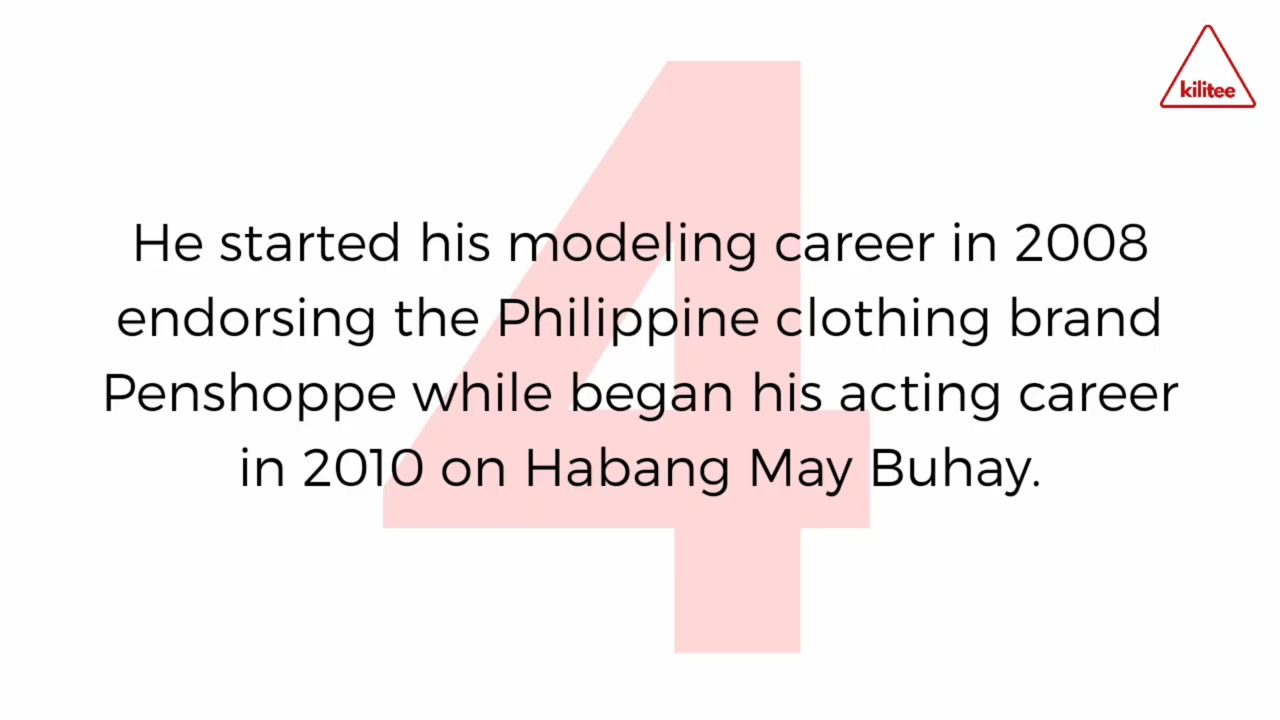 kilitee
4
He started his modeling career in 2008
endorsing the Philippine clothing brand
Penshoppe while began his acting career
in 2010 on Habang May Buhay.